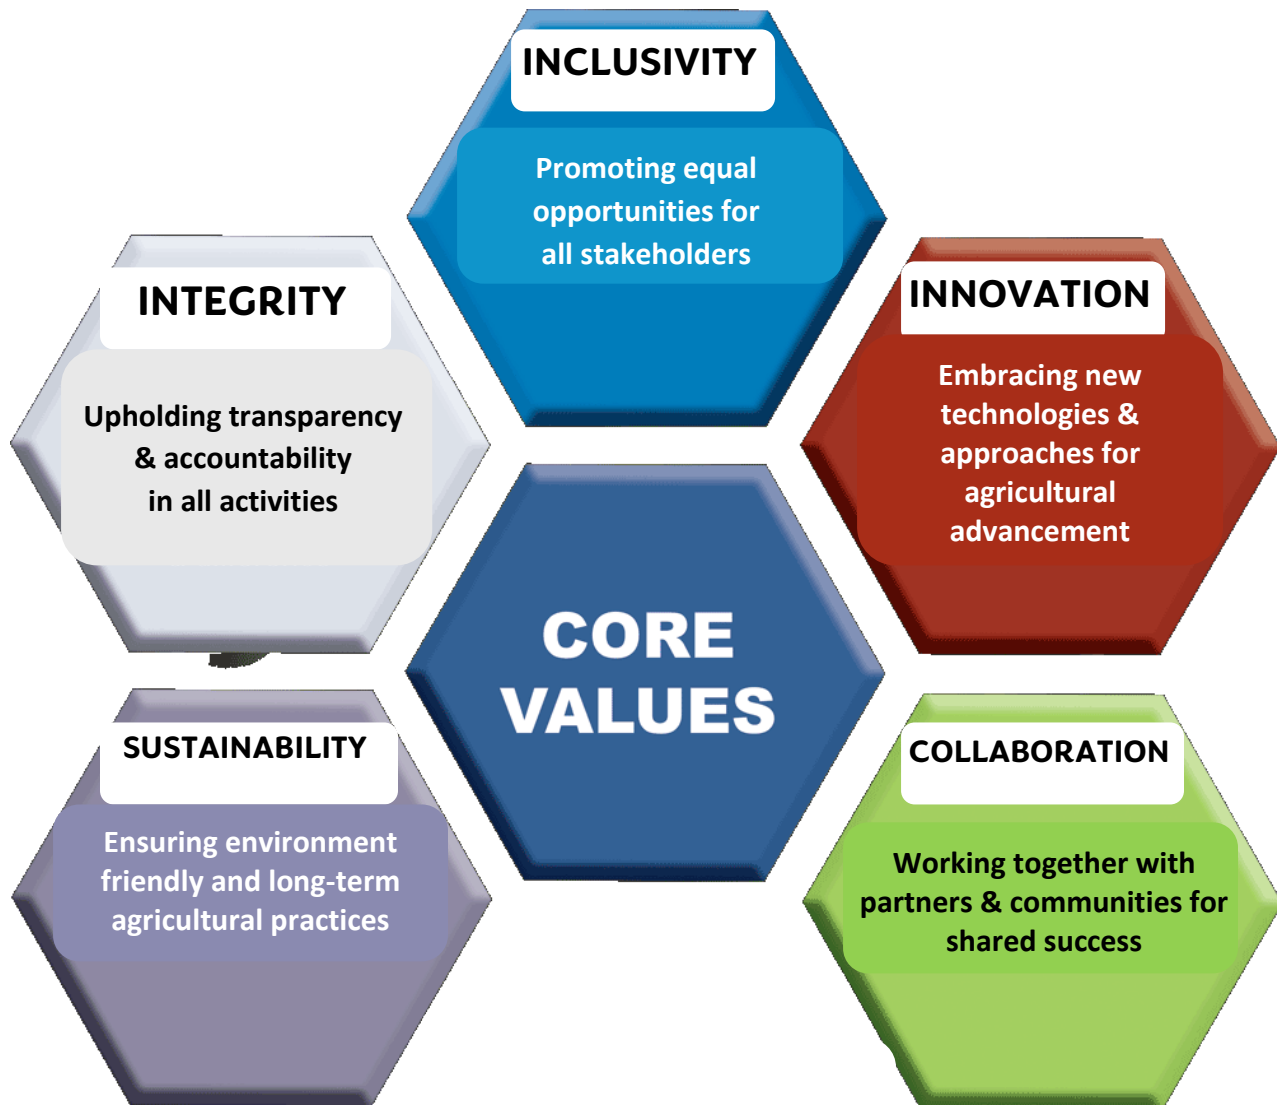 INCLUSIVITY
Promoting equal
opportunities for
all stakeholders
INTEGRITY
Upholding transparency
& accountability
in all activities
INNOVATION
Embracing new
technologies &
approaches for
agricultural
advancement
CORE
VALUES
SUSTAINABILITY
Ensuring environment
friendly and long-term
agricultural practices
COLLABORATION
Working together with
partners & communities for
shared success